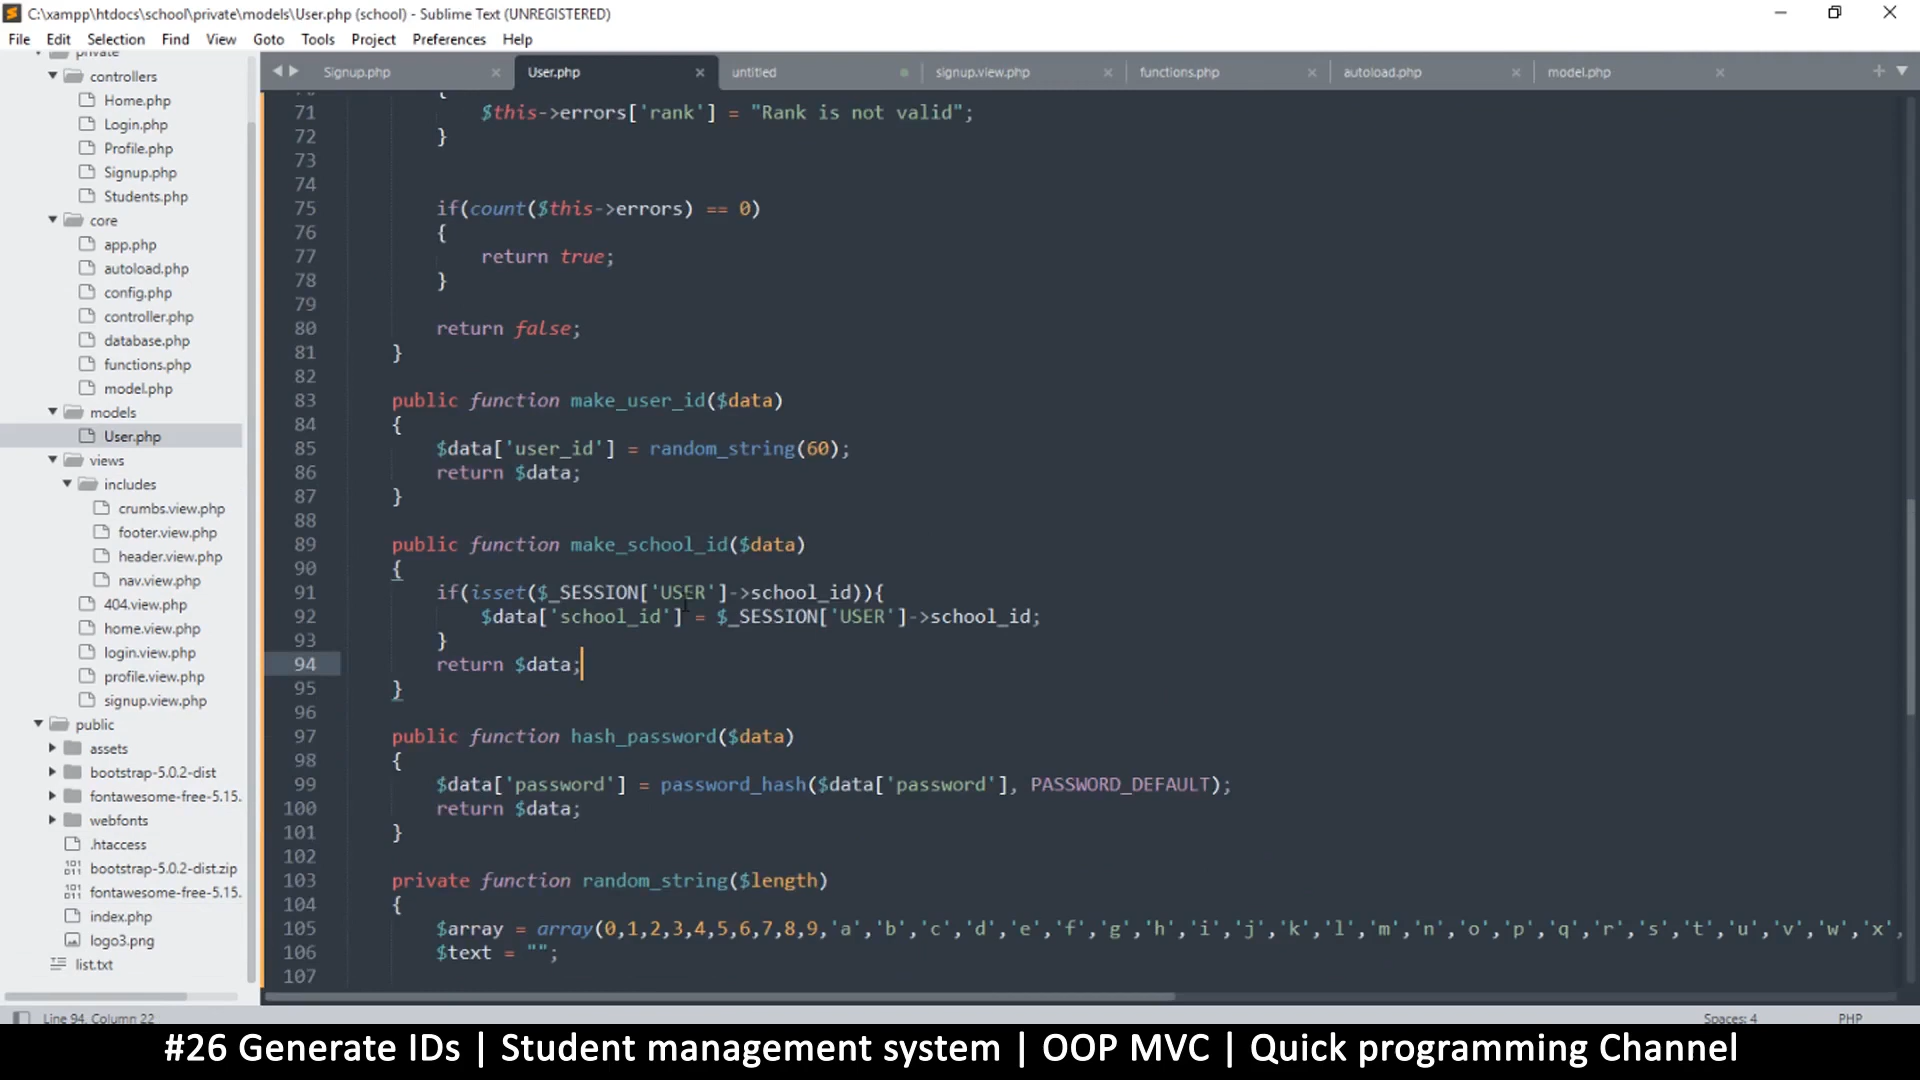 C:\xampp\htdocs\school\private\models\User.php (school) - Sublime Text (UNREGISTERED)
File Edit Selection Find View Goto Tools Project Preferences Help
Signup.php × User.php × untitled signup.view.php × functions.php × autoload.php × model.php × +
private
controllers
Home.php
Login.php
Profile.php
Signup.php
Students.php
core
app.php
autoload.php
config.php
controller.php
database.php
functions.php
model.php
models
User.php
views
includes
crumbs.view.php
footer.view.php
header.view.php
nav.view.php
404.view.php
home.view.php
login.view.php
profile.view.php
signup.view.php
public
assets
bootstrap-5.0.2-dist
fontawesome-free-5.15.
webfonts
.htaccess
bootstrap-5.0.2-dist.zip
fontawesome-free-5.15.
index.php
logo3.png
list.txt
70 {
71 $this->errors['rank'] = "Rank is not valid";
72 }
73
74
75 if(count($this->errors) == 0)
76 {
77 return true;
78 }
79
80 return false;
81 }
82
83 public function make_user_id($data)
84 {
85 $data['user_id'] = random_string(60);
86 return $data;
87 }
88
89 public function make_school_id($data)
90 {
91 if(isset($_SESSION['USER']->school_id)){
92 $data['school_id'] = $_SESSION['USER']->school_id;
93 }
94 return $data;
95 }
96
97 public function hash_password($data)
98 {
99 $data['password'] = password_hash($data['password'], PASSWORD_DEFAULT);
100 return $data;
101 }
102
103 private function random_string($length)
104 {
105 $array = array(0,1,2,3,4,5,6,7,8,9,'a','b','c','d','e','f','g','h','i','j','k','l','m','n','o','p','q','r','s','t','u','v','w','x',
106 $text = "";
107
Line 94, Column 22 Spaces: 4 PHP
#26 Generate IDs | Student management system | OOP MVC | Quick programming Channel